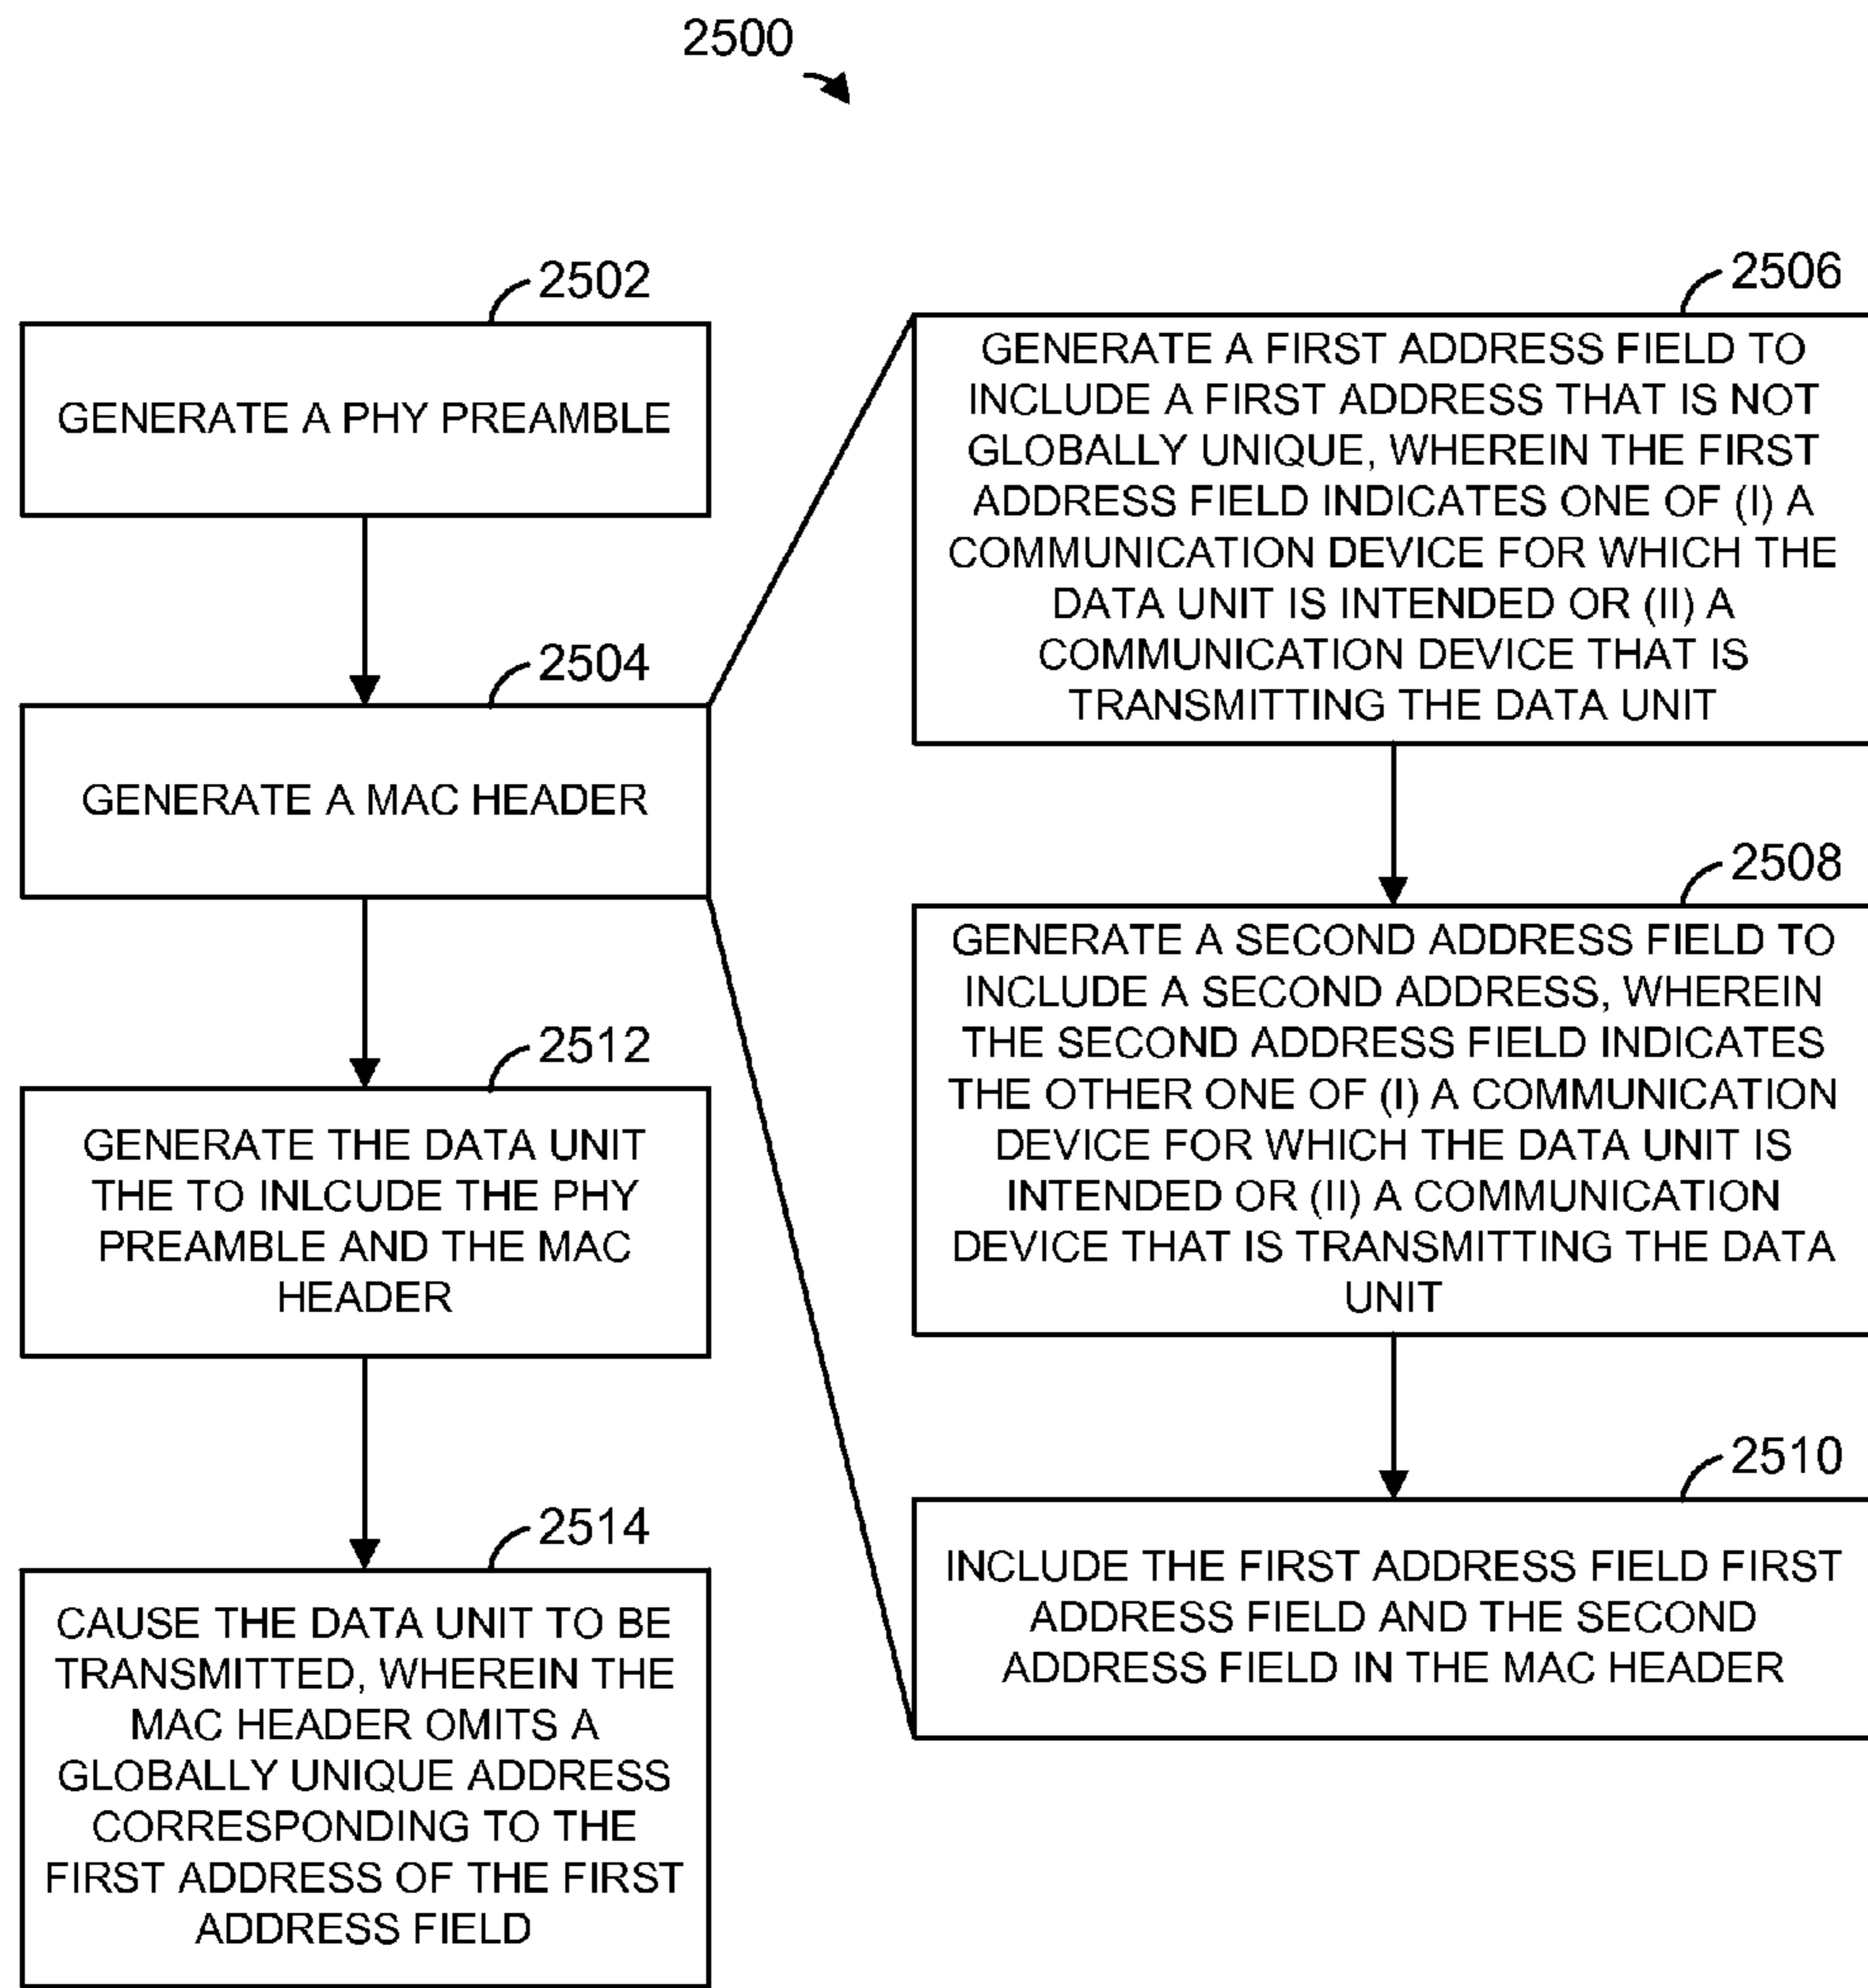 2500
2502
GENERATE A PHY PREAMBLE
2504
GENERATE A MAC HEADER
2506
GENERATE A FIRST ADDRESS FIELD TO
INCLUDE A FIRST ADDRESS THAT IS NOT
GLOBALLY UNIQUE, WHEREIN THE FIRST
ADDRESS FIELD INDICATES ONE OF (I) A
COMMUNICATION DEVICE FOR WHICH THE
DATA UNIT IS INTENDED OR (II) A
COMMUNICATION DEVICE THAT IS
TRANSMITTING THE DATA UNIT
2508
GENERATE A SECOND ADDRESS FIELD TO
INCLUDE A SECOND ADDRESS, WHEREIN
THE SECOND ADDRESS FIELD INDICATES
THE OTHER ONE OF (I) A COMMUNICATION
DEVICE FOR WHICH THE DATA UNIT IS
INTENDED OR (II) A COMMUNICATION
DEVICE THAT IS TRANSMITTING THE DATA
UNIT
2510
INCLUDE THE FIRST ADDRESS FIELD FIRST
ADDRESS FIELD AND THE SECOND
ADDRESS FIELD IN THE MAC HEADER
2512
GENERATE THE DATA UNIT
THE TO INLCUDE THE PHY
PREAMBLE AND THE MAC
HEADER
2514
CAUSE THE DATA UNIT TO BE
TRANSMITTED, WHEREIN THE
MAC HEADER OMITS A
GLOBALLY UNIQUE ADDRESS
CORRESPONDING TO THE
FIRST ADDRESS OF THE FIRST
ADDRESS FIELD